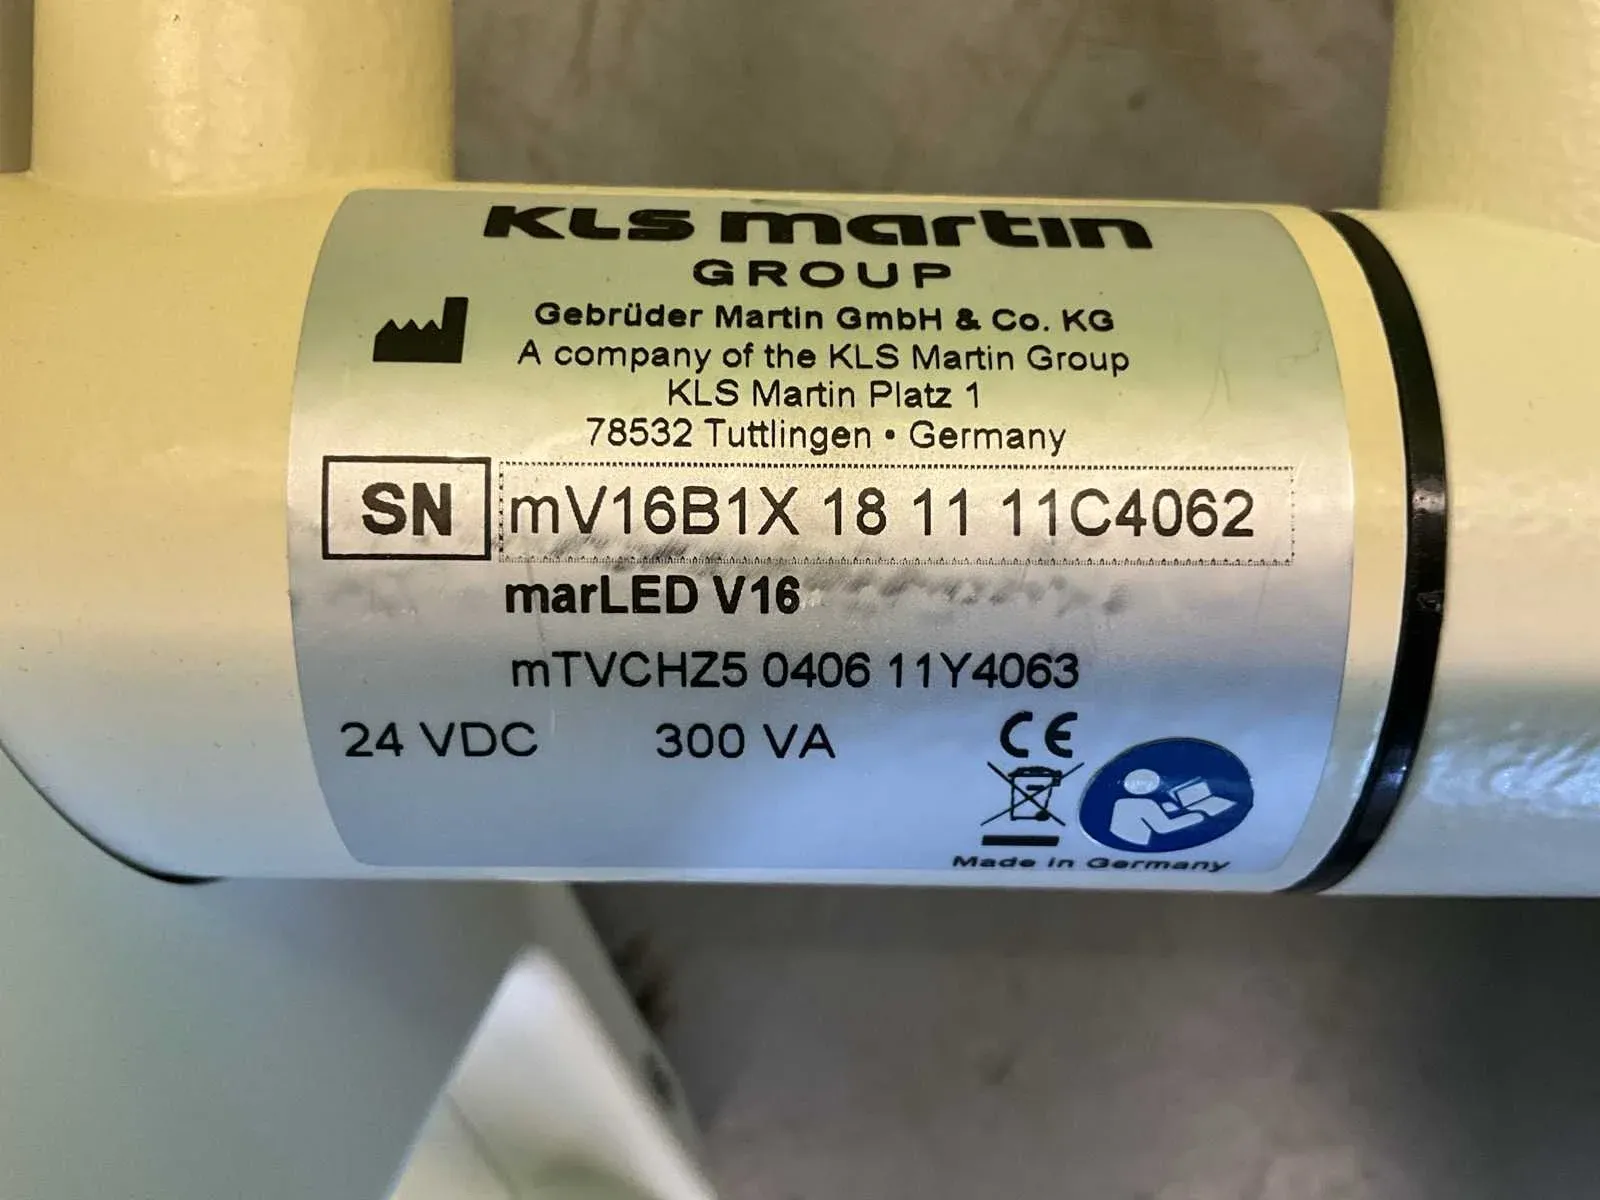 KLS martin
GROUP
Gebrüder Martin GmbH & Co. KG
A company of the KLS Martin Group
KLS Martin Platz 1
78532 Tuttlingen • Germany
SN mV16B1X 18 11 11C4062
marLED V16
mTVCHZ5 0406 11Y4063
24 VDC 300 VA CE
Made in Germany